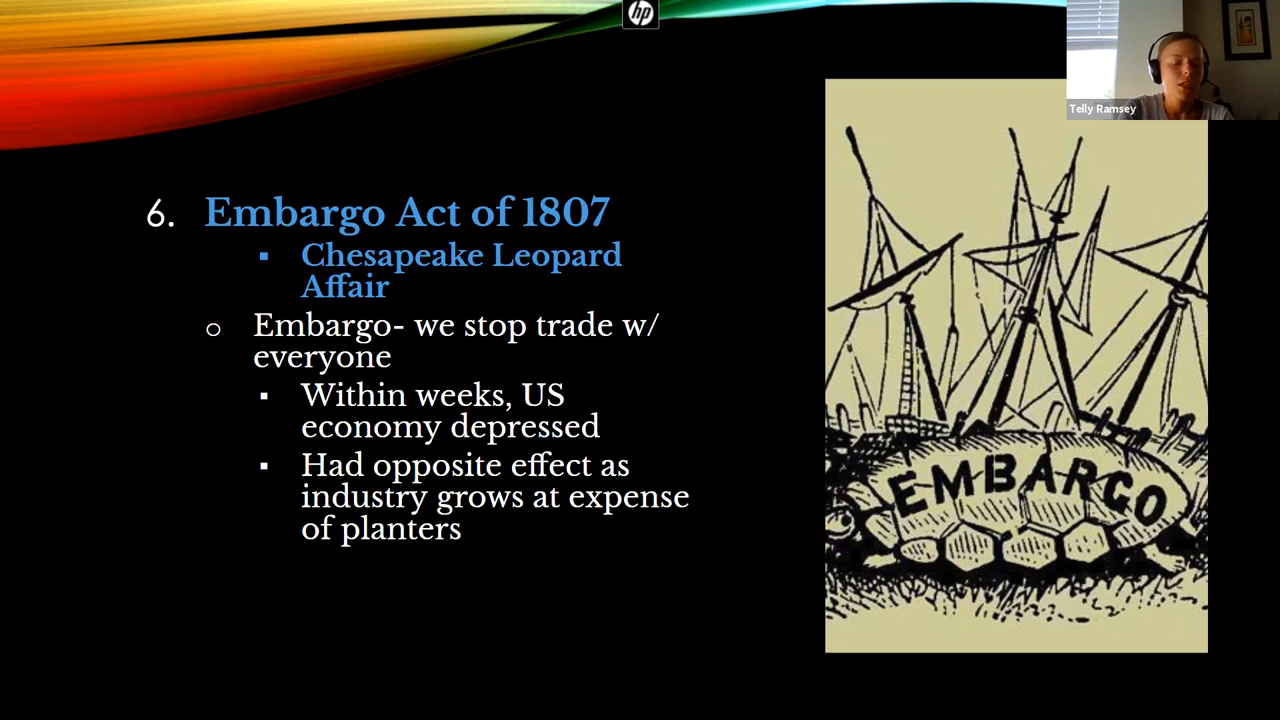 hp
Telly Ramsey
6. Embargo Act of 1807
▪ Chesapeake Leopard
Affair
○ Embargo- we stop trade w/
everyone
▪ Within weeks, US
economy depressed
▪ Had opposite effect as
industry grows at expense
of planters
EMBARGO